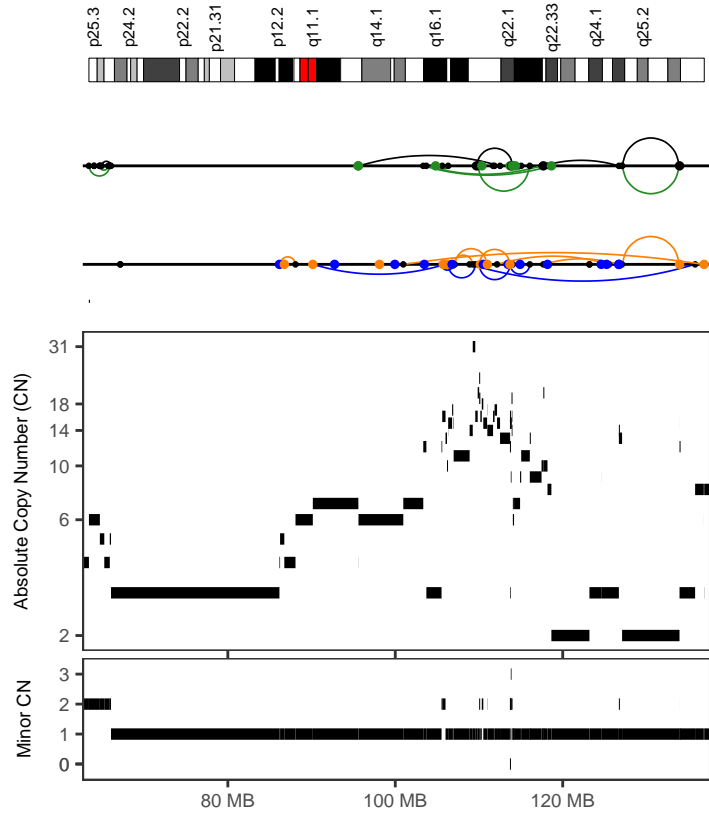 p25.3 p24.2 p22.2 p21.31 p12.2 q11.1 q14.1 q16.1 q22.1 q22.33 q24.1 q25.2
Absolute Copy Number (CN)
31
18
14
10
6
2
Minor CN
3
2
1
0
80 MB 100 MB 120 MB